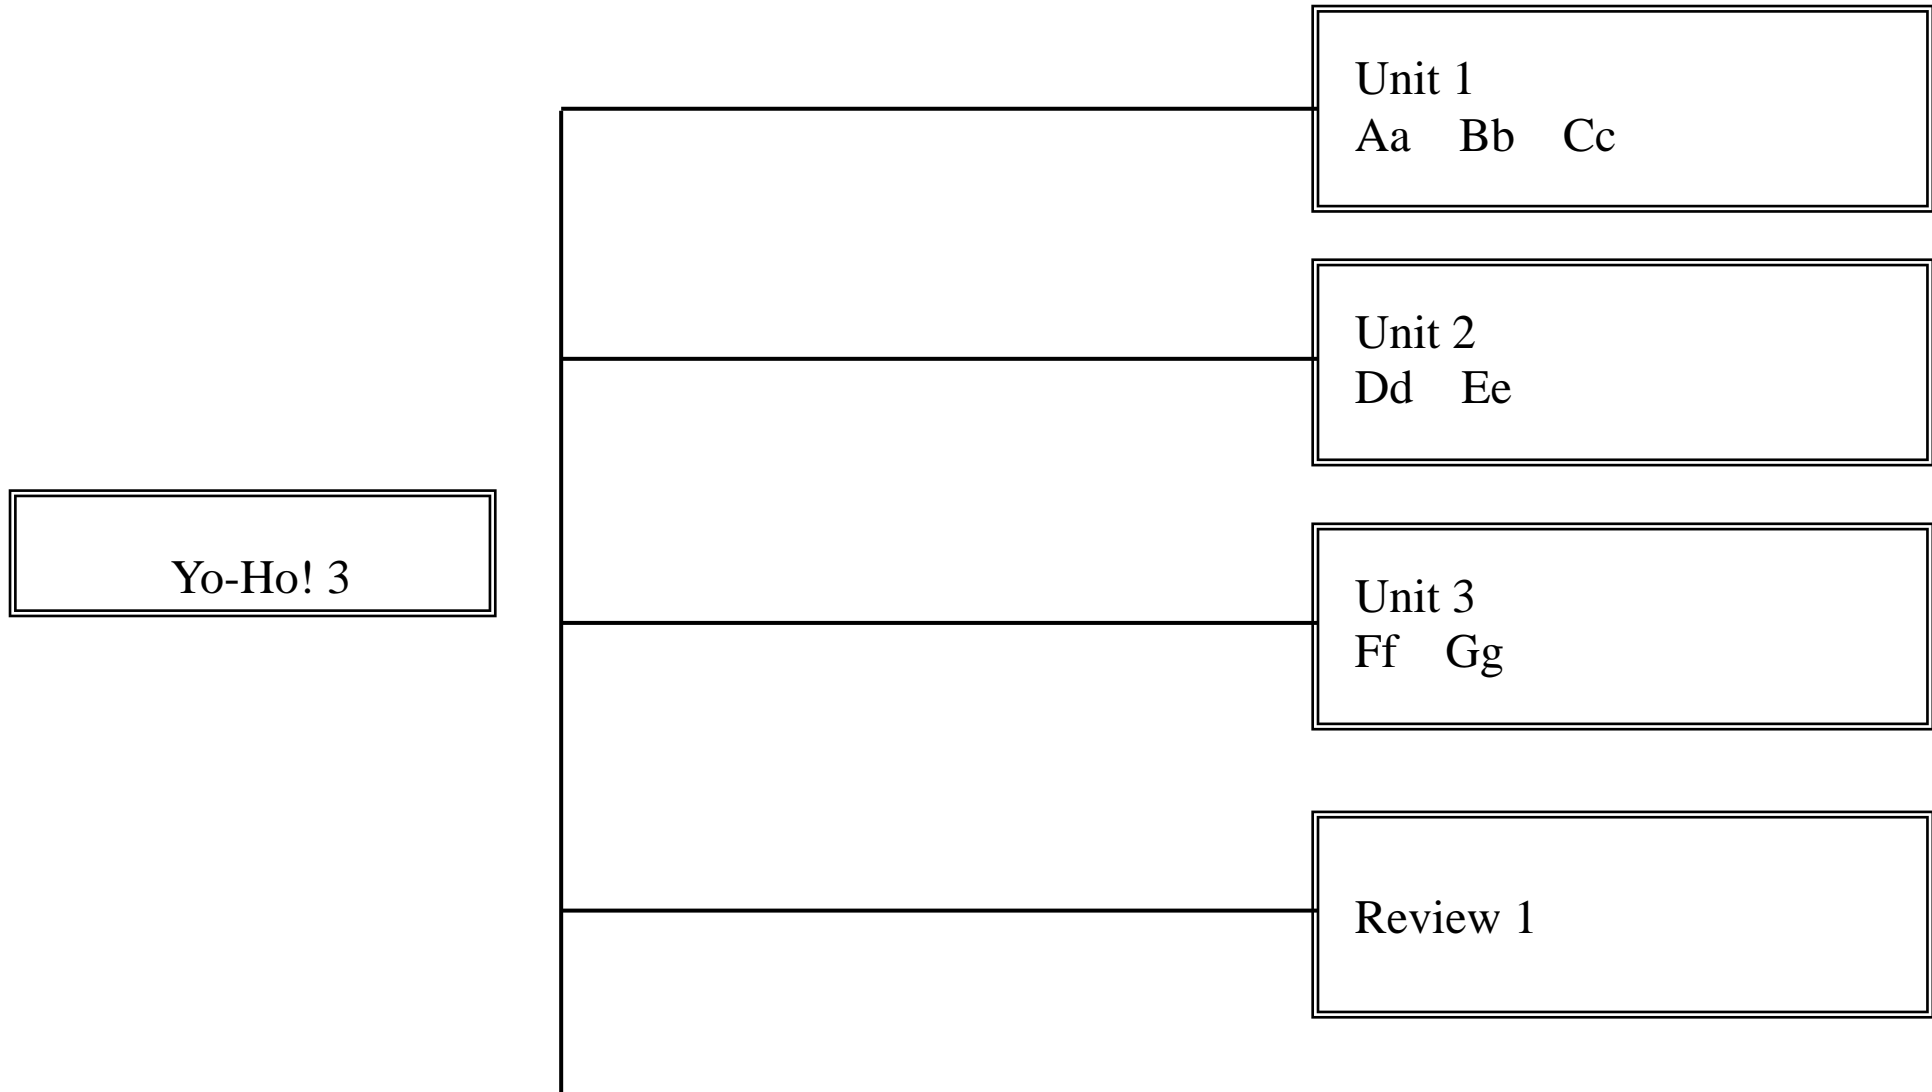 Unit 1
Aa Bb Cc
Unit 2
Dd Ee
Yo-Ho! 3
Unit 3
Ff Gg
Review 1